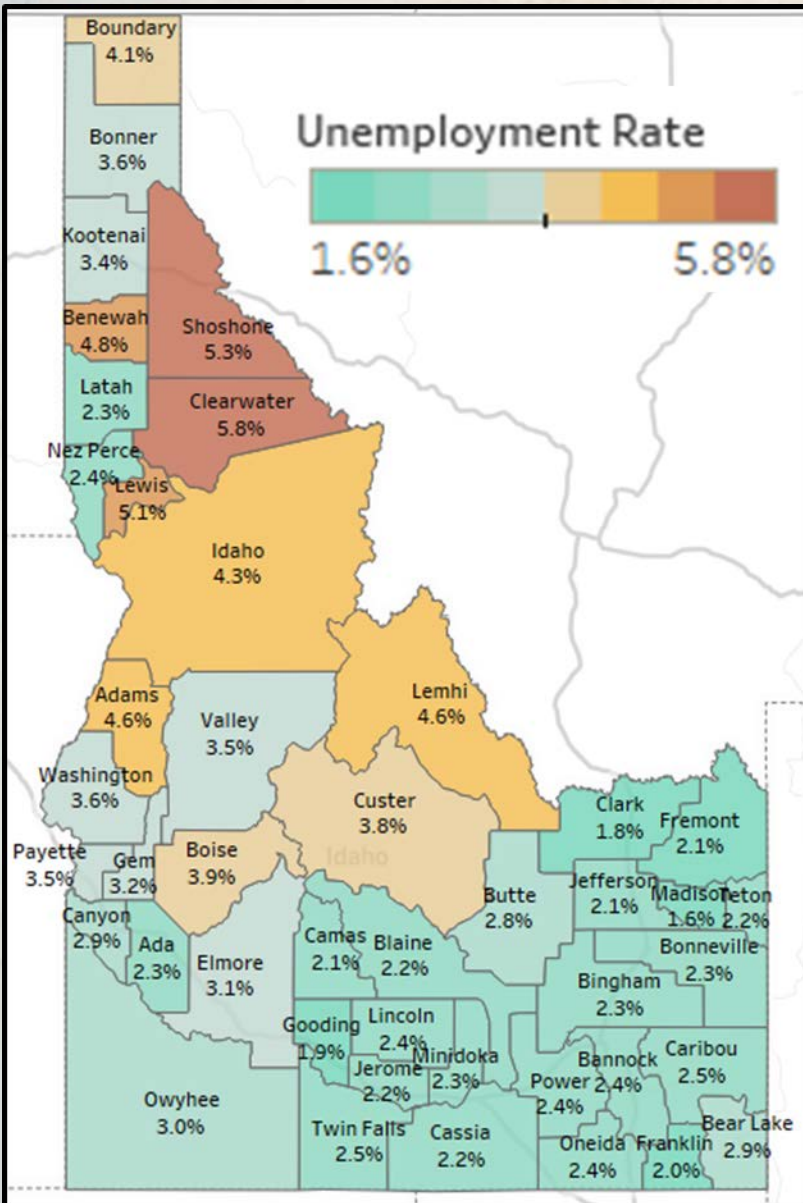 Boundary
4.1%
Unemployment Rate
1.6%
5.8%
Bonner
3.6%
Kootenai
3.4%
Benewah
4.8%
Shoshone
5.3%
Latah
2.3%
Clearwater
5.8%
Nez Perce
2.4%
Lewis
5.1%
Idaho
4.3%
Adams
4.6%
Valley
3.5%
Lemhi
4.6%
Washington
3.6%
Custer
3.8%
Clark
1.8%
Fremont
2.1%
Payette
3.5%
Gem
3.2%
Boise
3.9%
Idaho
Butte
2.8%
Jefferson
2.1%
Madison
1.6%
Teton
2.2%
Canyon
2.9%
Ada
2.3%
Elmore
3.1%
Camas
2.1%
Blaine
2.2%
Bonneville
2.3%
Bingham
2.3%
Gooding
1.9%
Lincoln
2.4%
Jerome
2.2%
Minidoka
2.3%
Power
2.4%
Bannock
2.4%
Caribou
2.5%
Owyhee
3.0%
Twin Falls
2.5%
Cassia
2.2%
Oneida
2.4%
Franklin
2.0%
Bear Lake
2.9%